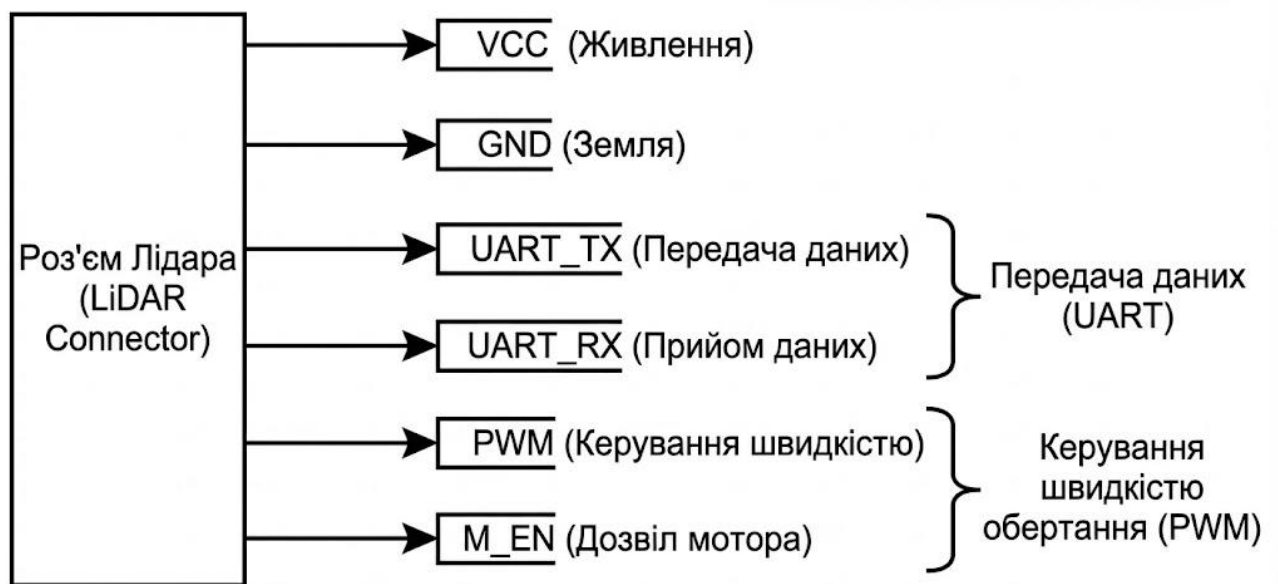 VCC (Живлення)
GND (Земля)
Роз'єм Лідара
(LiDAR
Connector)
UART_TX (Передача даних)
UART_RX (Прийом даних)
Передача даних
(UART)
PWM (Керування швидкістю)
M_EN (Дозвіл мотора)
Керування
швидкістю
обертання (PWM)